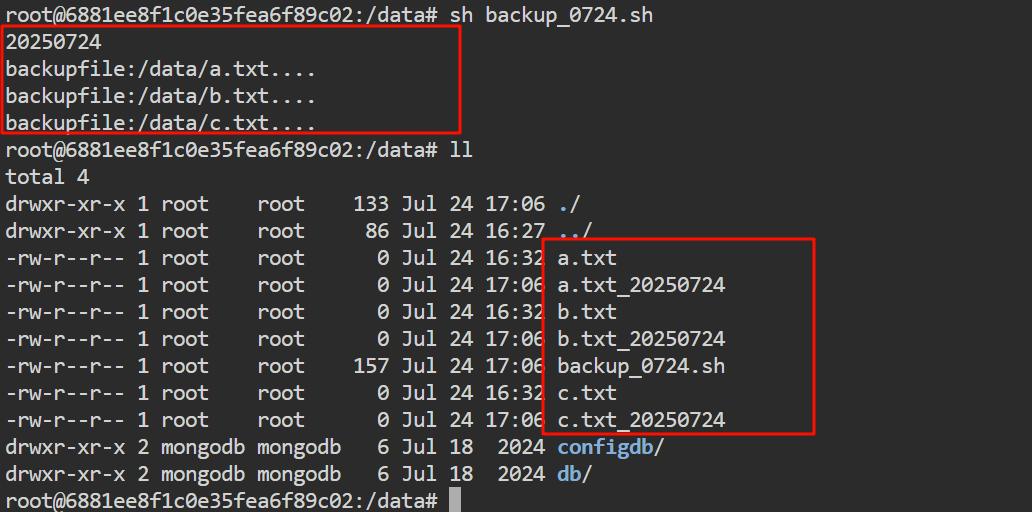 root@6881ee8f1c0e35fea6f89c02:/data# sh backup_0724.sh
20250724
backupfile:/data/a.txt....
backupfile:/data/b.txt....
backupfile:/data/c.txt....
root@6881ee8f1c0e35fea6f89c02:/data# ll
total 4
drwxr-xr-x 1 root    root    133 Jul 24 17:06 ./
drwxr-xr-x 1 root    root     86 Jul 24 16:27 ../
-rw-r--r-- 1 root    root      0 Jul 24 16:32 a.txt
-rw-r--r-- 1 root    root      0 Jul 24 17:06 a.txt_20250724
-rw-r--r-- 1 root    root      0 Jul 24 16:32 b.txt
-rw-r--r-- 1 root    root      0 Jul 24 17:06 b.txt_20250724
-rw-r--r-- 1 root    root    157 Jul 24 17:06 backup_0724.sh
-rw-r--r-- 1 root    root      0 Jul 24 16:32 c.txt
-rw-r--r-- 1 root    root      0 Jul 24 17:06 c.txt_20250724
drwxr-xr-x 2 mongodb mongodb   6 Jul 18  2024 configdb/
drwxr-xr-x 2 mongodb mongodb   6 Jul 18  2024 db/
root@6881ee8f1c0e35fea6f89c02:/data#